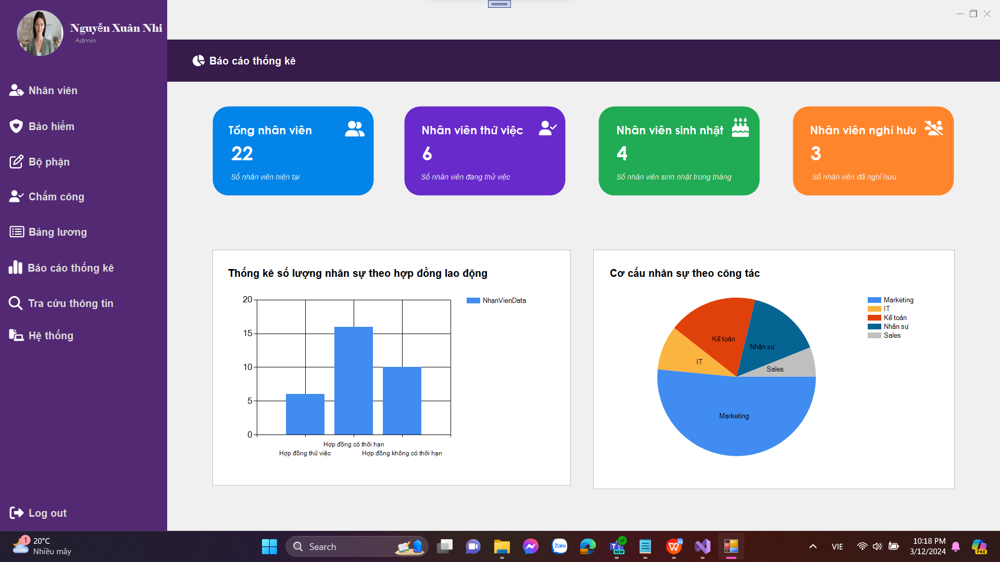 Nguyễn Xuân Nhi
Admin
Nhân viên
Bảo hiểm
Bộ phận
Chấm công
Bảng lương
Báo cáo thống kê
Tra cứu thông tin
Hệ thống
Log out
Báo cáo thống kê
Tổng nhân viên
22
Số nhân viên hiện tại
Nhân viên thử việc
6
Số nhân viên đang thử việc
Nhân viên sinh nhật
4
Số nhân viên sinh nhật trong tháng
Nhân viên nghỉ hưu
3
Số nhân viên đã nghỉ hưu
Thống kê số lượng nhân sự theo hợp đồng lao động
20
15
10
5
0
Hợp đồng có thời hạn
Hợp đồng thử việc
Hợp đồng không có thời hạn
NhanVienData
Cơ cấu nhân sự theo công tác
Kế toán
Nhân sự
IT
Sales
Marketing
Marketing
IT
Kế toán
Nhân sự
Sales
1
20°C
Nhiều mây
Search
Zalo
NEW
VIE
10:18 PM
3/12/2024
PRE